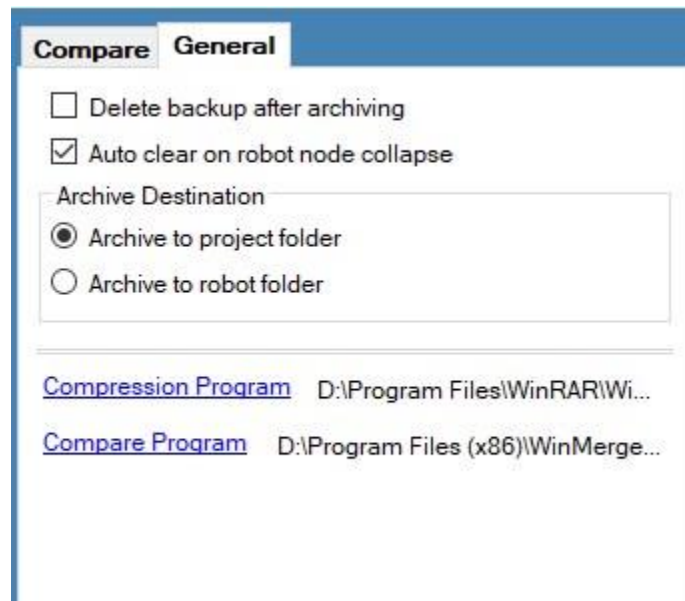 Compare General
Delete backup after archiving
Auto clear on robot node collapse
Archive Destination
Archive to project folder
Archive to robot folder
Compression Program D:\Program Files\WinRAR\Wi...
Compare Program D:\Program Files (x86)\WinMerge...